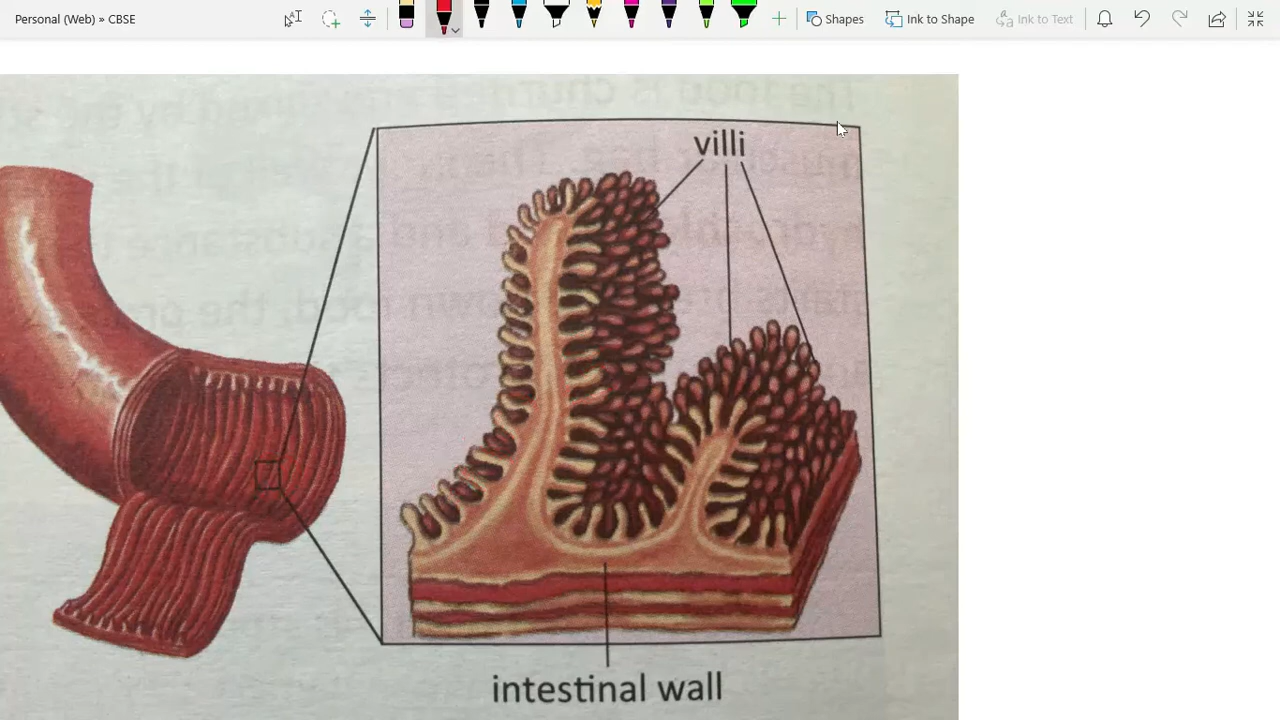 Personal (Web) » CBSE
Shapes
Ink to Shape
Ink to Text
villi
intestinal wall